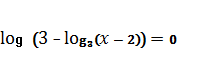 log (3 - log₃(x – 2)) = 0